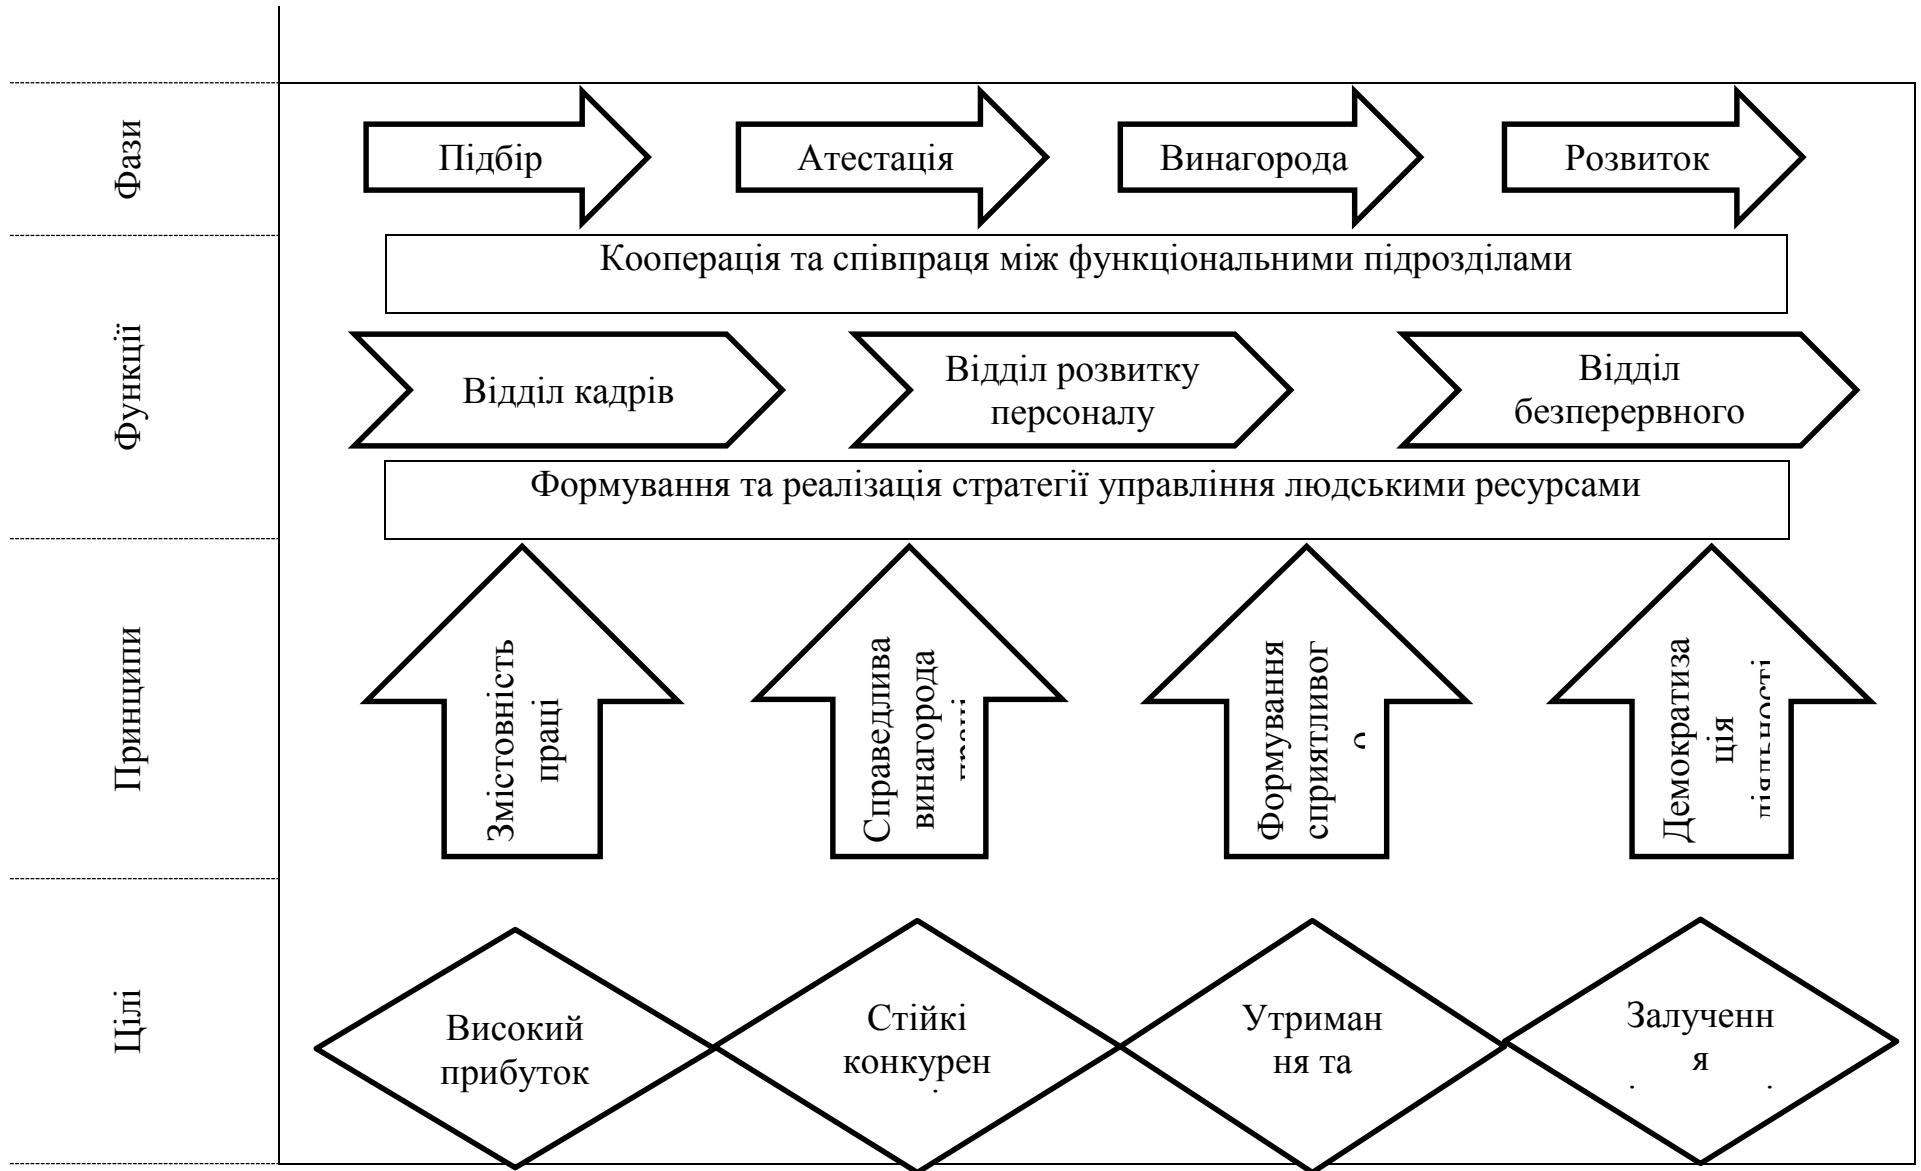 Фази
Підбір
Атестація
Винагорода
Розвиток
Функції
Кооперація та співпраця між функціональними підрозділами
Відділ кадрів
Відділ розвитку
персоналу
Відділ
безперервного
Формування та реалізація стратегії управління людськими ресурсами
Принципи
Змістовність
праці
Справедлива
винагорода
Формування
сприятливог
о
Демократиза
ція
діяльності
Цілі
Високий
прибуток
Стійкі
конкурен
Утриман
ня та
Залученн
я